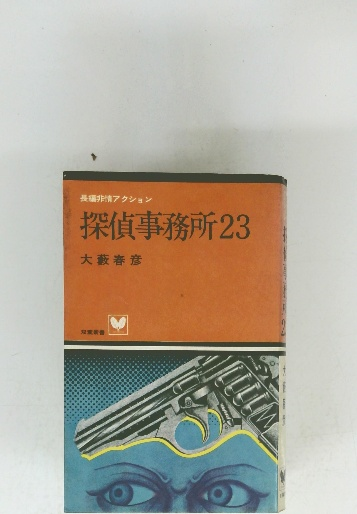 長編非情アクション
探偵事務所23
大藪春彦
双葉新書